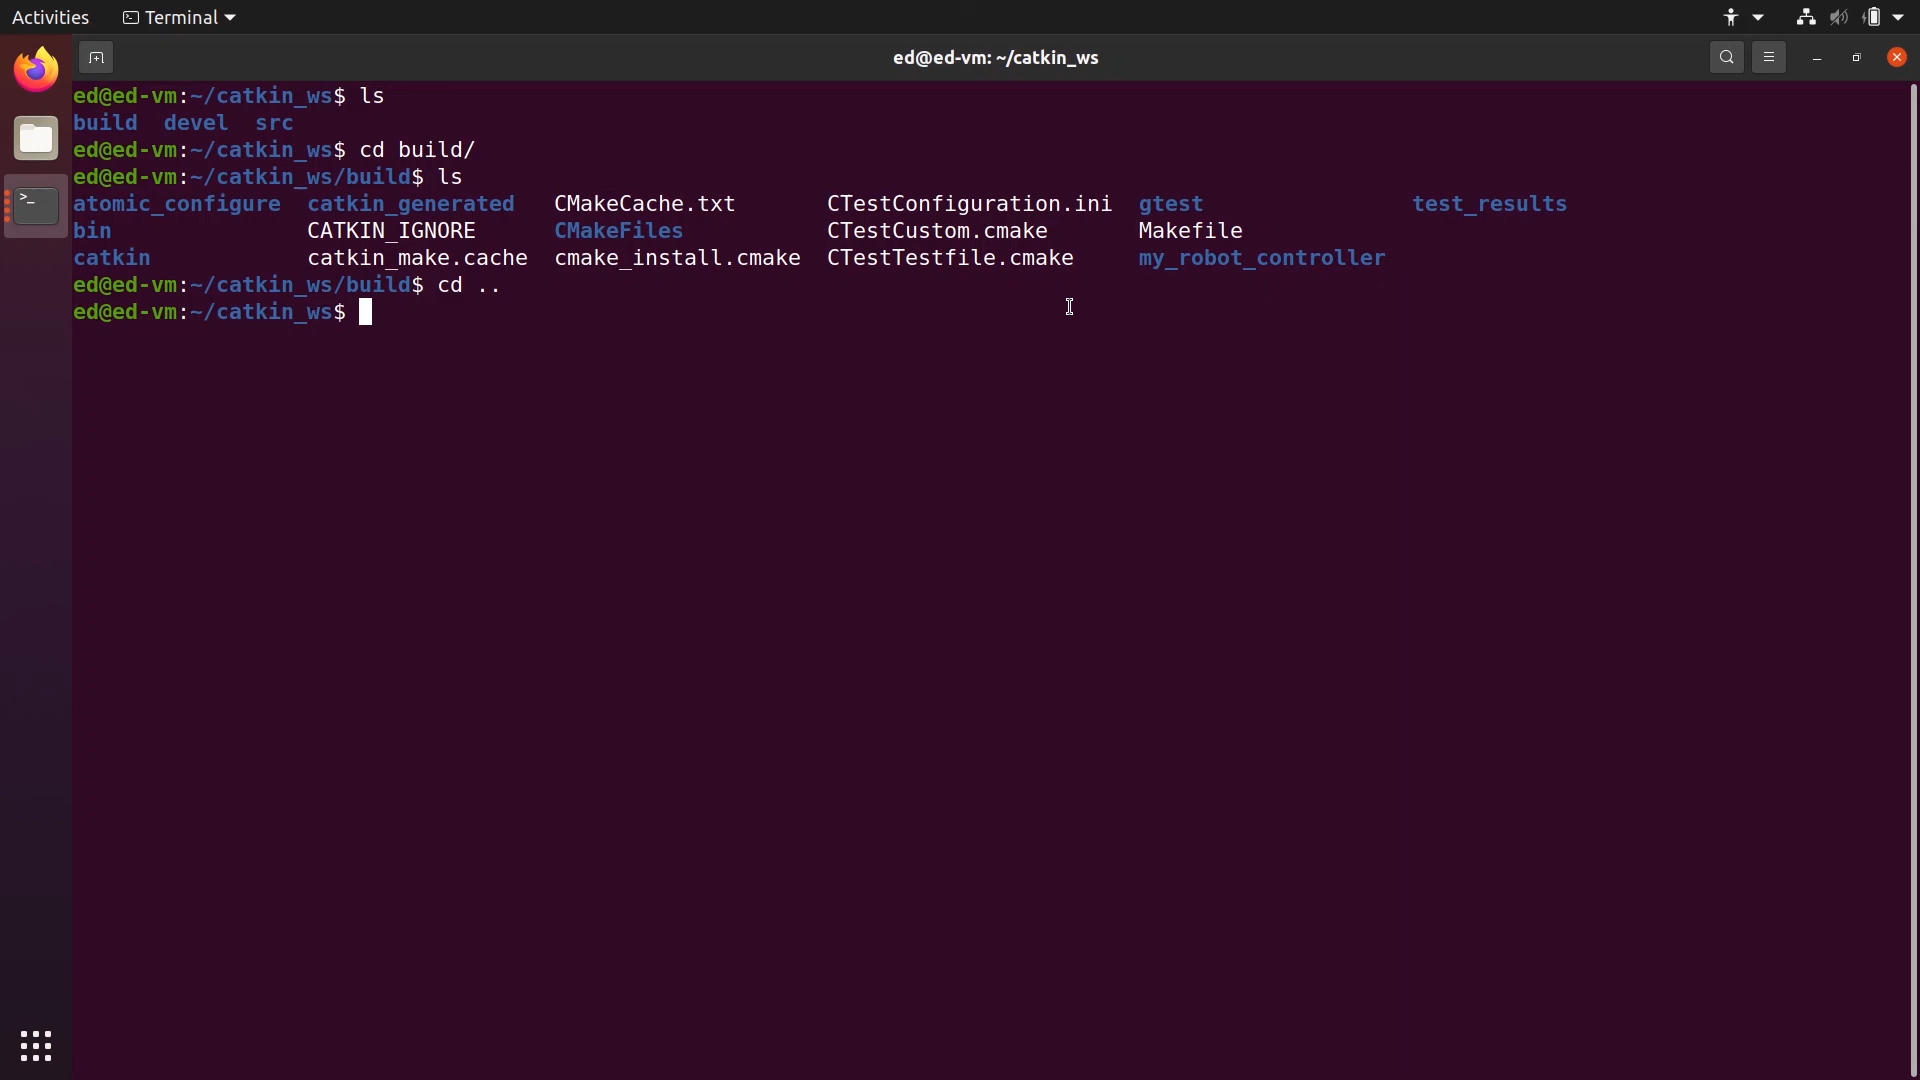 Activities Terminal
ed@ed-vm: ~/catkin_ws
ed@ed-vm:~/catkin_ws$ ls
build  devel  src
ed@ed-vm:~/catkin_ws$ cd build/
ed@ed-vm:~/catkin_ws/build$ ls
atomic_configure  catkin_generated   CMakeCache.txt       CTestConfiguration.ini  gtest                test_results
bin               CATKIN_IGNORE      CMakeFiles           CTestCustom.cmake       Makefile
catkin            catkin_make.cache  cmake_install.cmake  CTestTestfile.cmake     my_robot_controller
ed@ed-vm:~/catkin_ws/build$ cd ..
ed@ed-vm:~/catkin_ws$